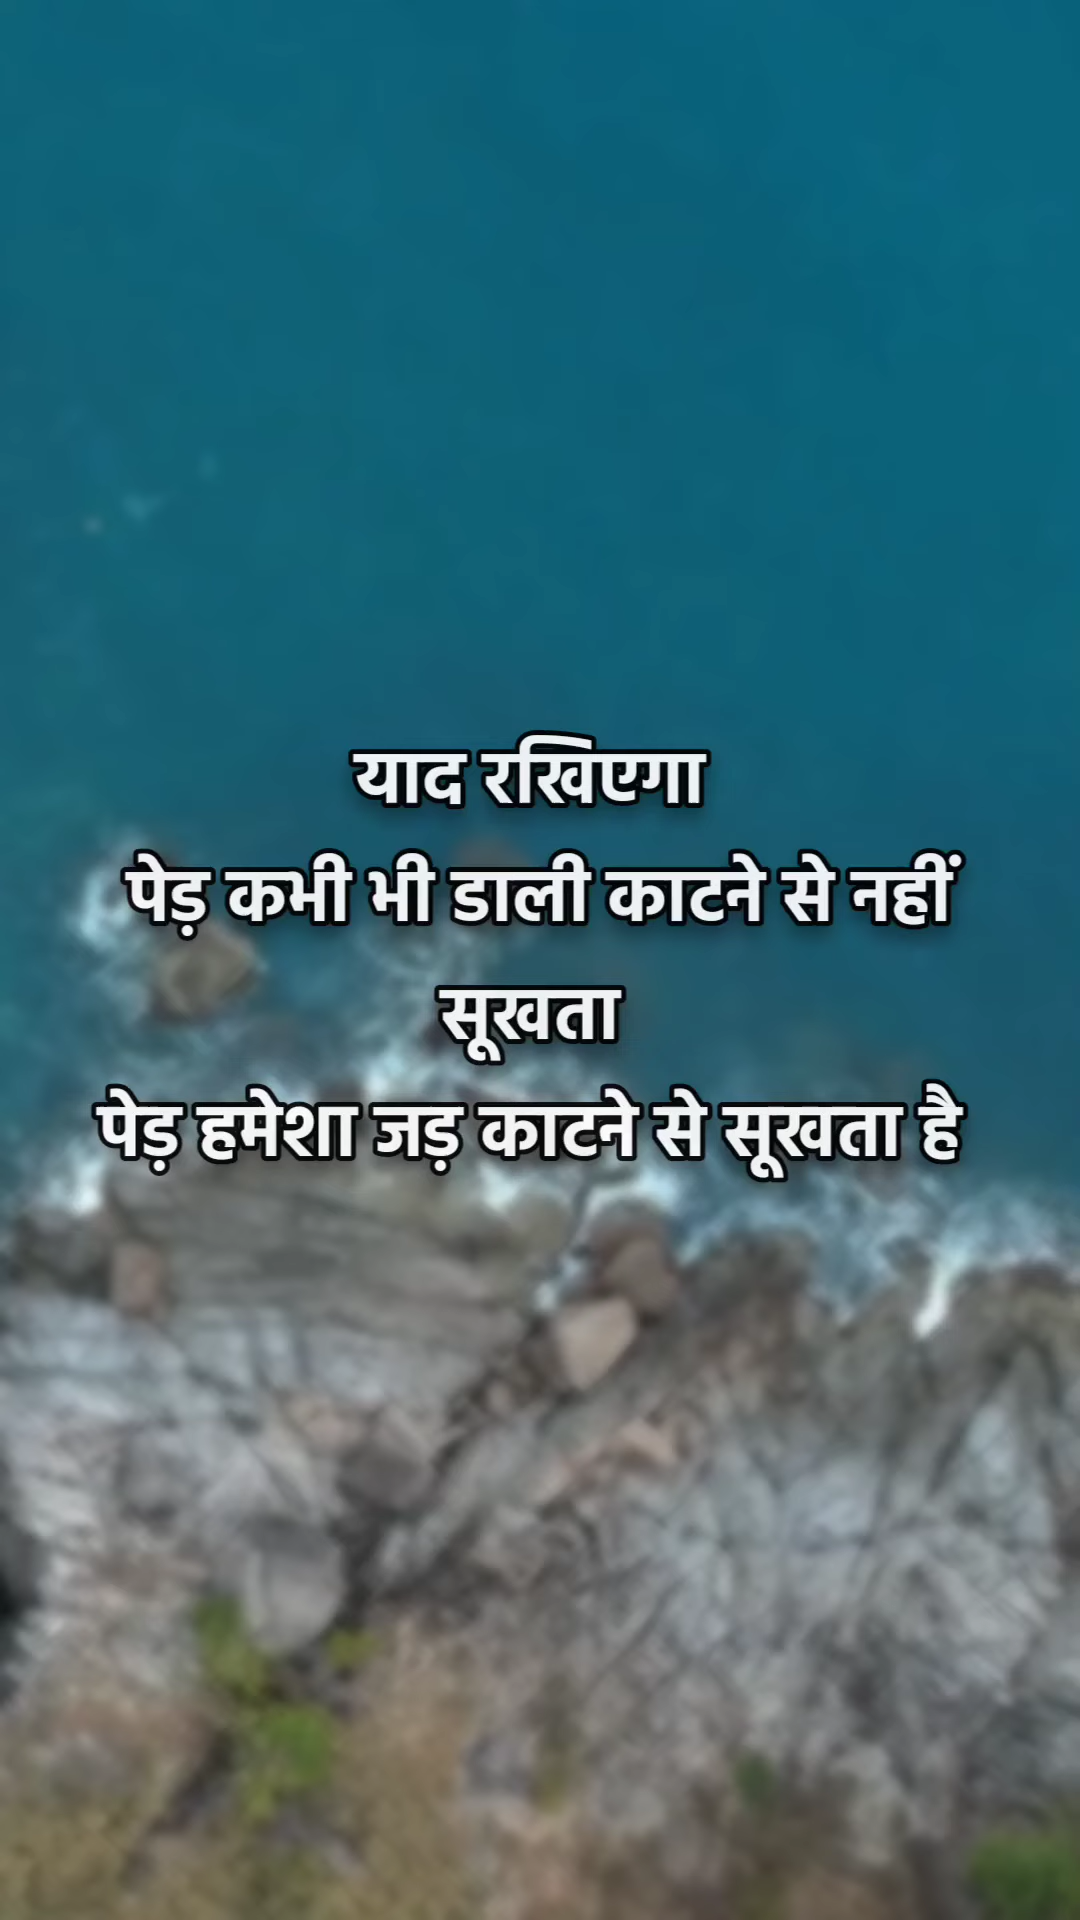 याद रखिएगा
पेड़ कभी भी डाली काटने से नहीं
सूखता
पेड़ हमेशा जड़ काटने से सूखता है